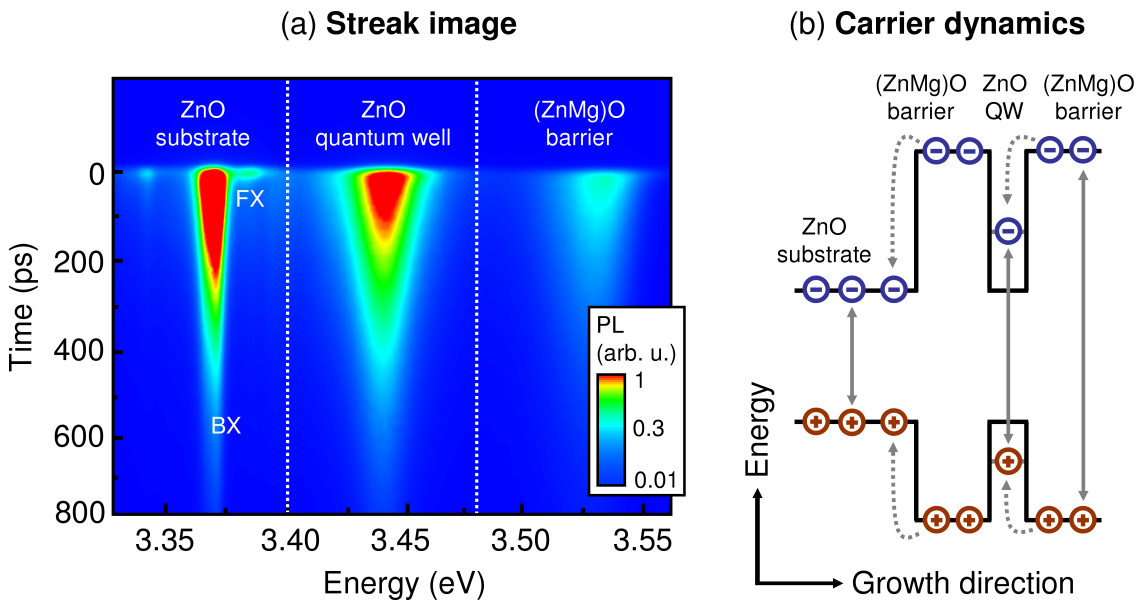 (a) Streak image
ZnO
substrate
ZnO
quantum well
(ZnMg)O
barrier
FX
BX
0
200
400
600
800
Time (ps)
3.35
3.40
3.45
3.50
3.55
Energy (eV)
PL
(arb. u.)
1
0.3
0.01
(b) Carrier dynamics
(ZnMg)O
barrier
ZnO
QW
(ZnMg)O
barrier
ZnO
substrate
Energy
Growth direction